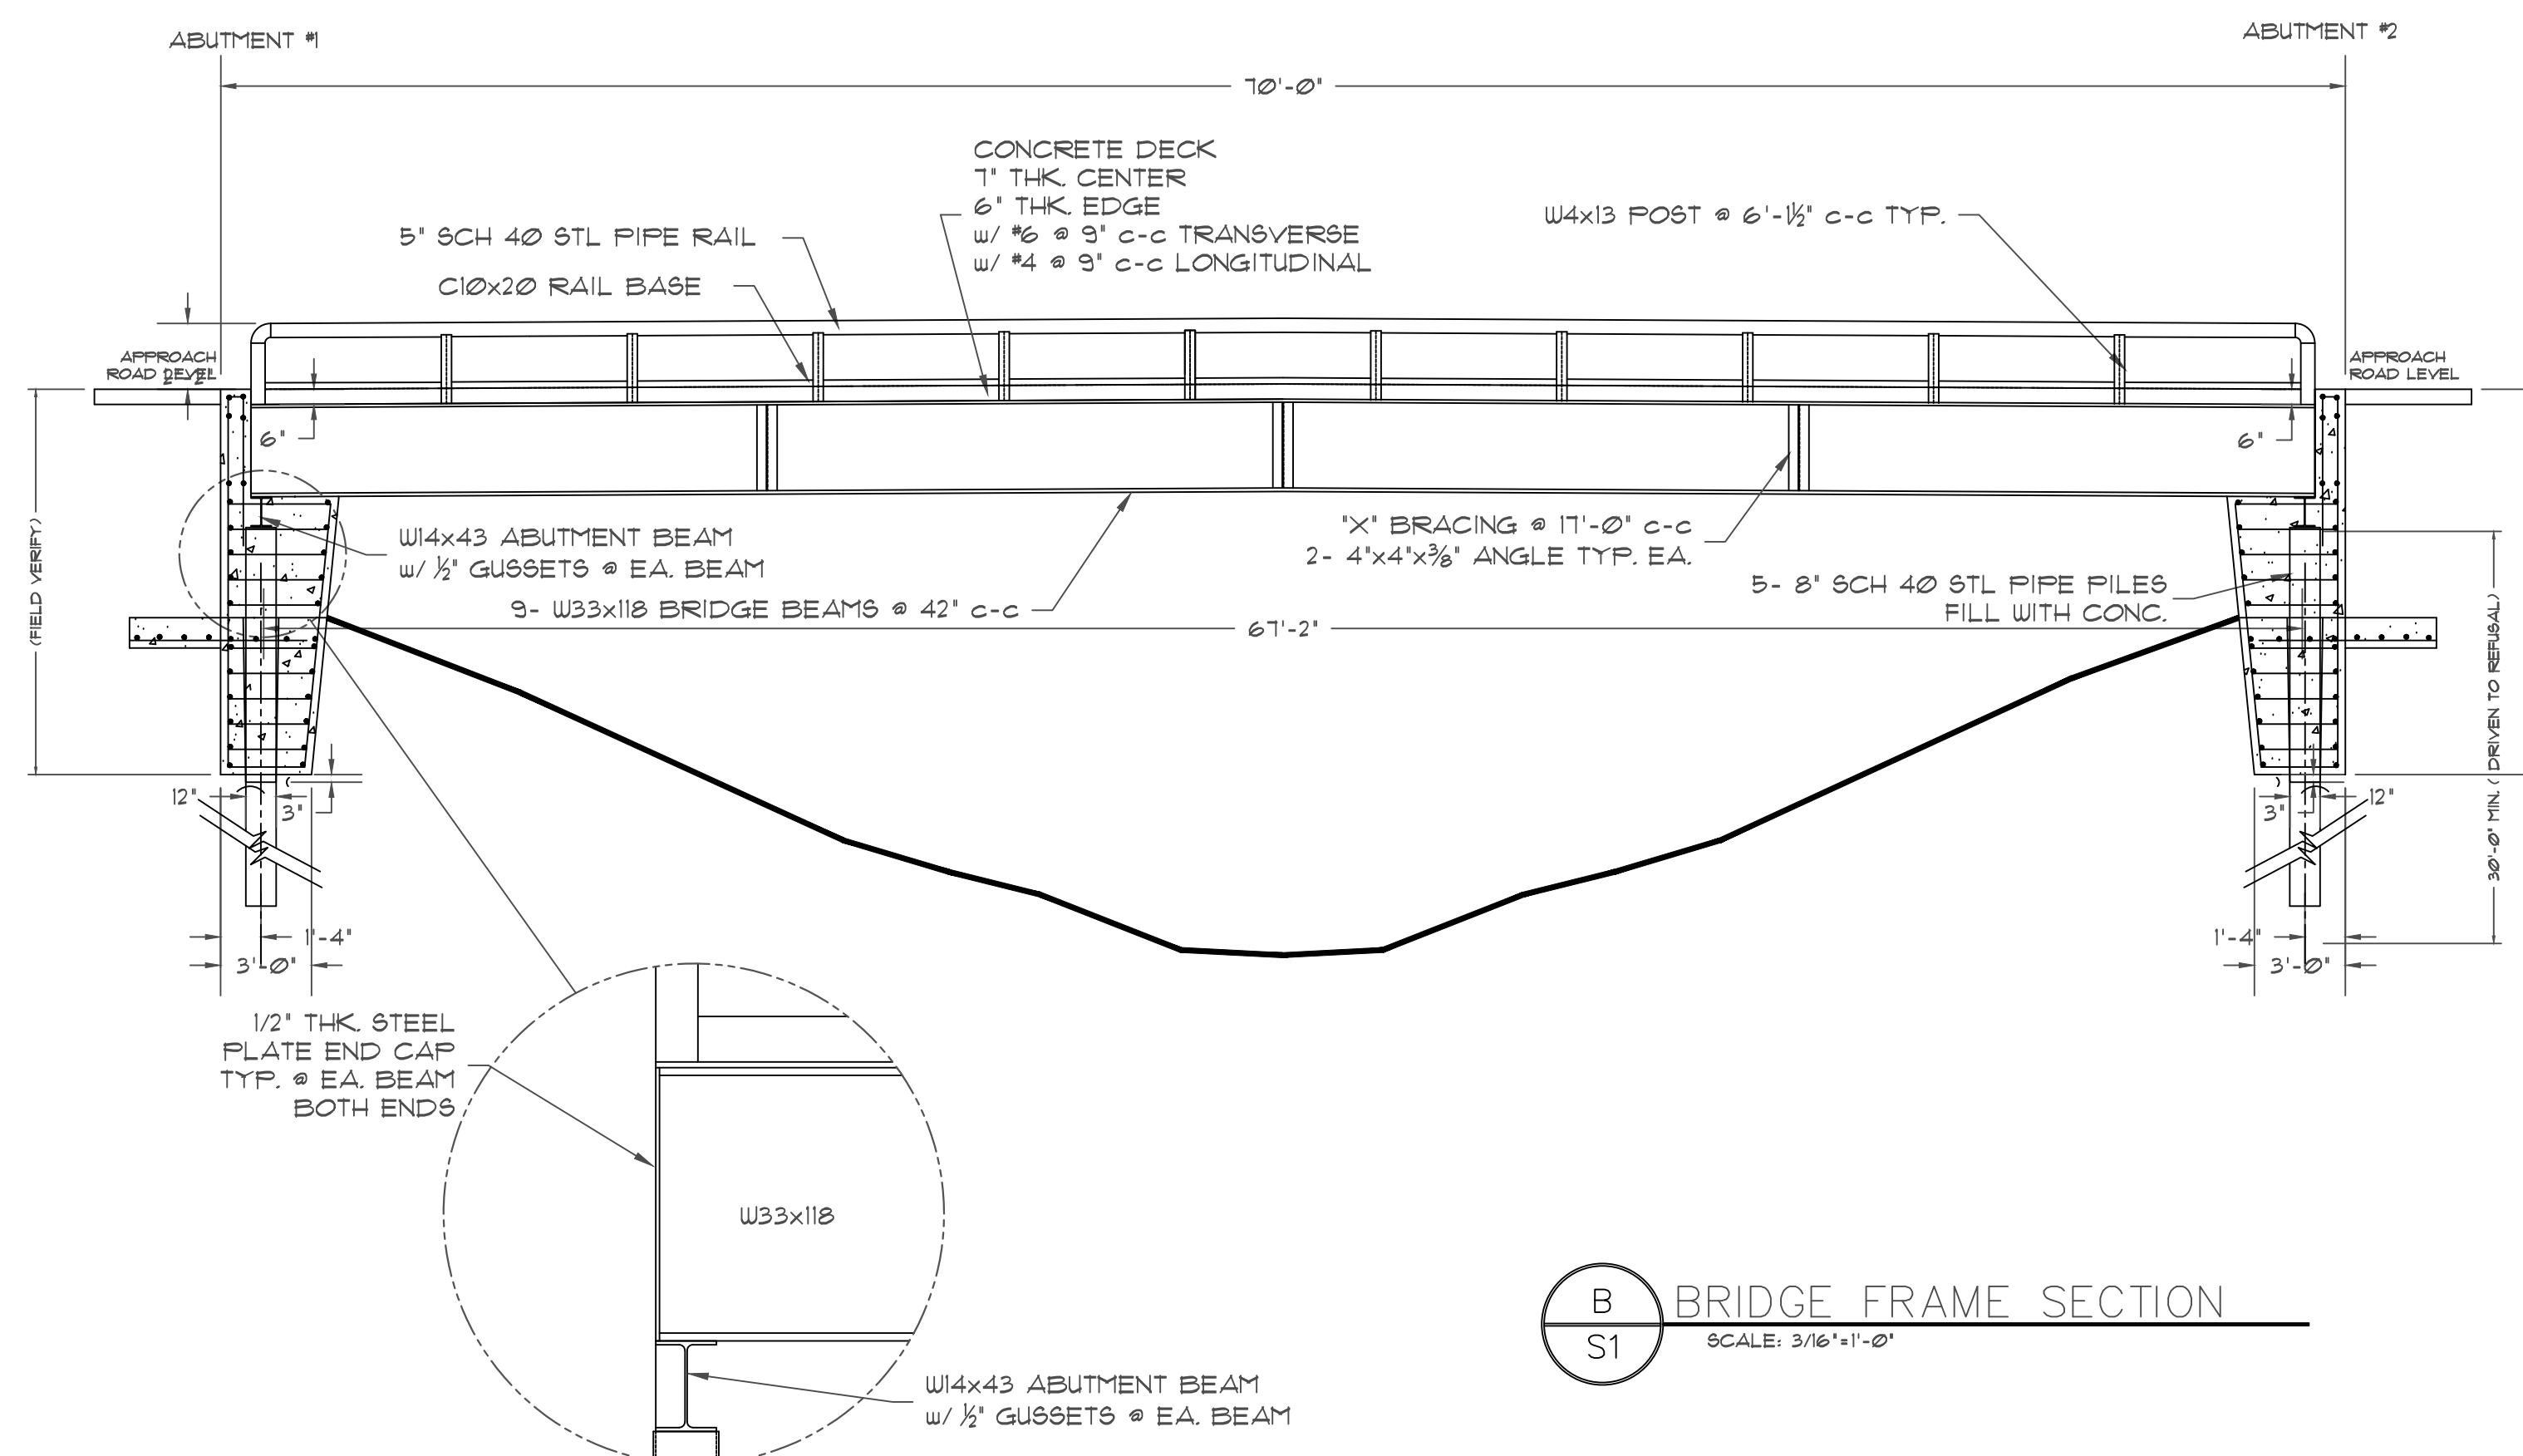 ABUTMENT #1
ABUTMENT #2
70'-0"
CONCRETE DECK
7" THK. CENTER
6" THK. EDGE
w/ #6 @ 9" c-c TRANSVERSE
w/ #4 @ 9" c-c LONGITUDINAL
W4x13 POST @ 6'-1½" c-c TYP.
5" SCH 40 STL PIPE RAIL
C10x20 RAIL BASE
APPROACH
ROAD LEVEL
2'-2"
APPROACH
ROAD LEVEL
6"
6"
(FIELD VERIFY)
W14x43 ABUTMENT BEAM
w/ ½" GUSSETS @ EA. BEAM
"X" BRACING @ 17'-0" c-c
2- 4"x4"x⅜" ANGLE TYP. EA.
9- W33x118 BRIDGE BEAMS @ 42" c-c
5- 8" SCH 40 STL PIPE PILES
FILL WITH CONC.
67'-2"
30'-0" MIN. ( DRIVEN TO REFUSAL)
12"
3"
3"
12"
1'-4"
3'-0"
1'-4"
3'-0"
1/2" THK. STEEL
PLATE END CAP
TYP. @ EA. BEAM
BOTH ENDS
W33x118
W14x43 ABUTMENT BEAM
w/ ½" GUSSETS @ EA. BEAM
B
S1
BRIDGE FRAME SECTION
SCALE: 3/16"=1'-0"